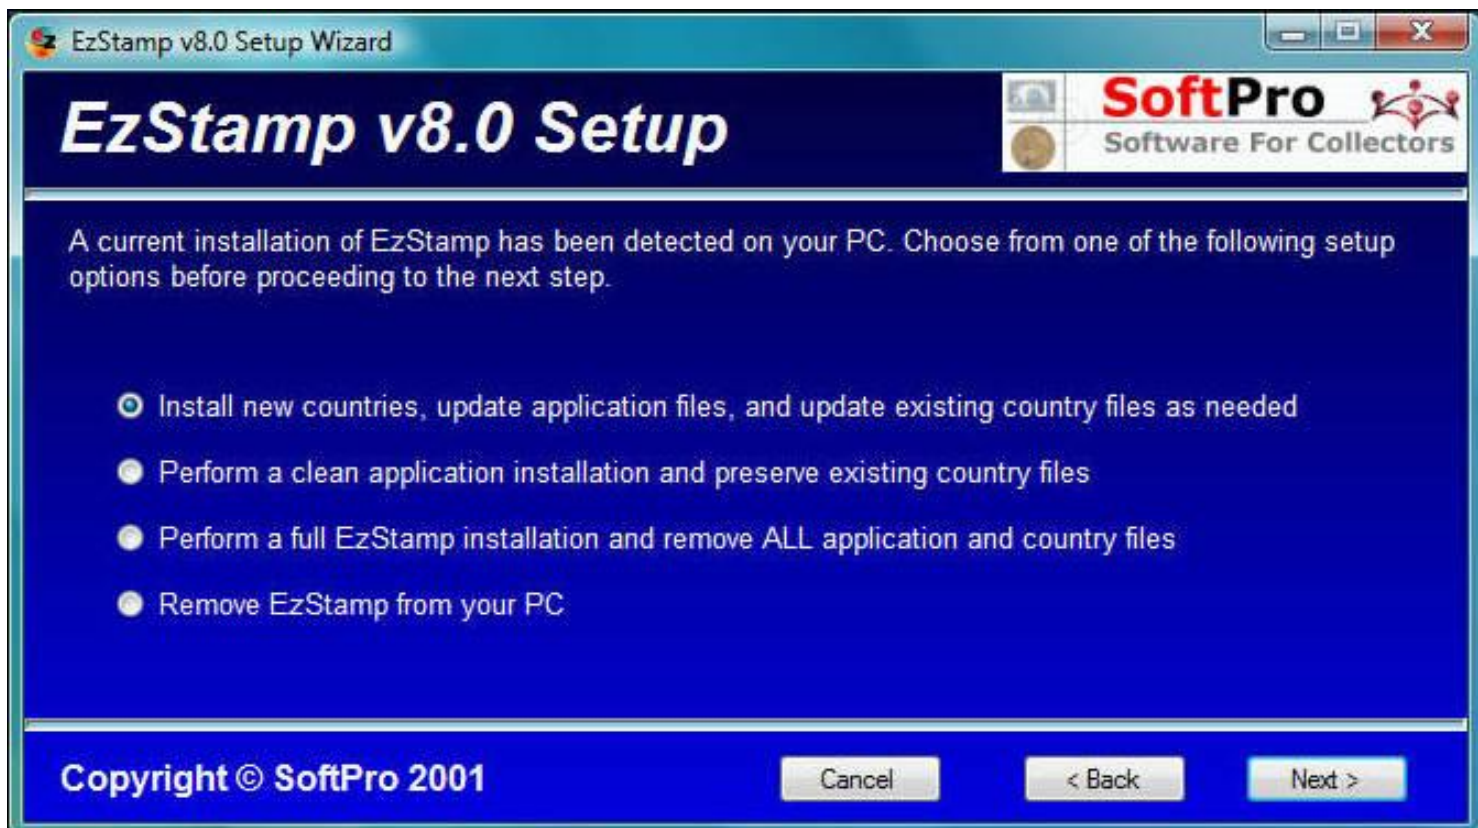 EzStamp v8.0 Setup Wizard
EzStamp v8.0 Setup
SoftPro
Software For Collectors
A current installation of EzStamp has been detected on your PC. Choose from one of the following setup
options before proceeding to the next step.
Install new countries, update application files, and update existing country files as needed
Perform a clean application installation and preserve existing country files
Perform a full EzStamp installation and remove ALL application and country files
Remove EzStamp from your PC
Copyright © SoftPro 2001
Cancel
< Back
Next >